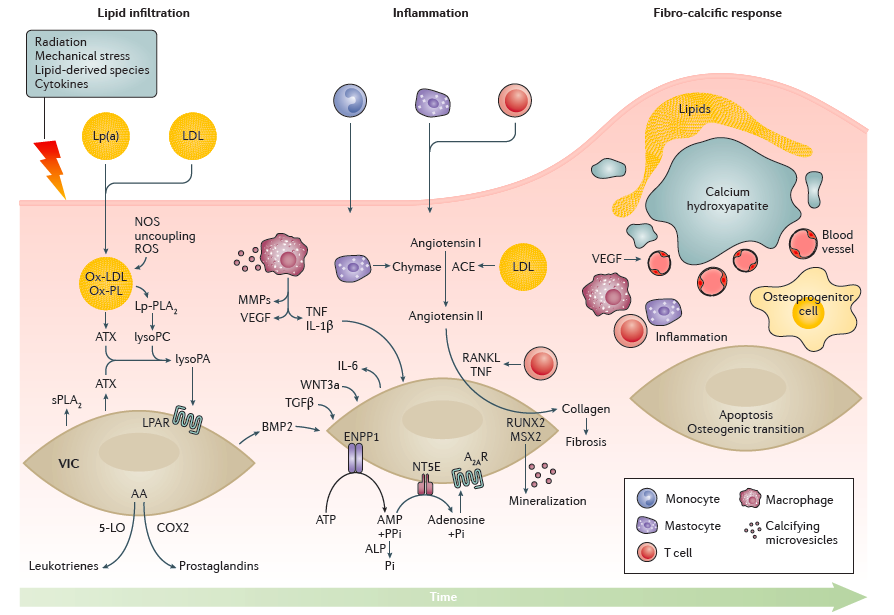 Lipid infiltration
Inflammation
Fibro-calcific response
Radiation
Mechanical stress
Lipid-derived species
Cytokines
Lp(a)
LDL
NOS
uncoupling
ROS
Ox-LDL
Ox-PL
Lp-PLA2
ATX
lysoPC
lysoPA
ATX
sPLA2
LPAR
VIC
AA
5-LO
COX2
Leukotrienes
Prostaglandins
MMPs
VEGF
TNF
IL-1β
Angiotensin I
Chymase
ACE
LDL
Angiotensin II
IL-6
WNT3a
TGFβ
BMP2
RANKL
TNF
ENPP1
NT5E
A2AR
RUNX2
MSX2
Collagen
Fibrosis
Mineralization
ATP
AMP
+PPi
Adenosine
+Pi
ALP
Pi
Lipids
Calcium
hydroxyapatite
VEGF
Blood
vessel
Osteoprogenitor
cell
Inflammation
Apoptosis
Osteogenic transition
Monocyte
Mastocyte
T cell
Macrophage
Calcifying
microvesicles
Time